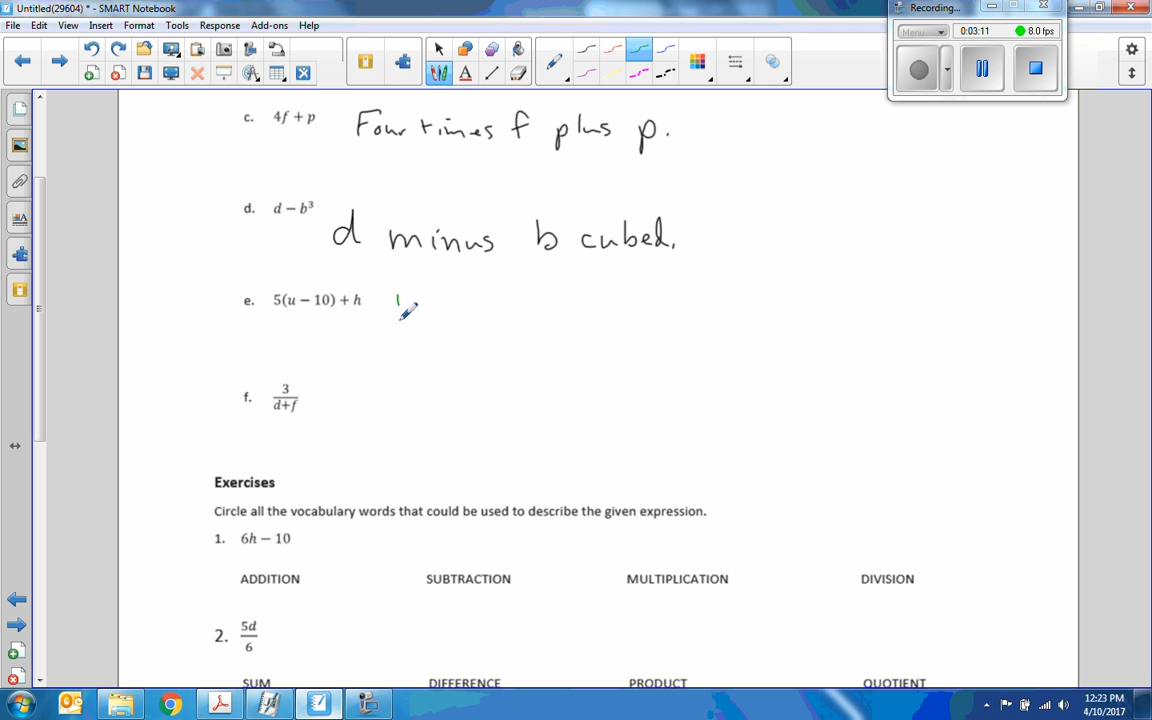 Untitled(29604) * - SMART Notebook
Recording...
File Edit View Insert Format Tools Response Add-ons Help
Menu 0:03:11 8.0 fps
c. 4f + p Four times f plus p.
d. d − b³ d minus b cubed.
e. 5(u − 10) + h
f. 3/(d+f)
Exercises
Circle all the vocabulary words that could be used to describe the given expression.
1. 6h − 10
ADDITION SUBTRACTION MULTIPLICATION DIVISION
2. 5d/6
SUM DIFFERENCE PRODUCT QUOTIENT
12:23 PM
4/10/2017